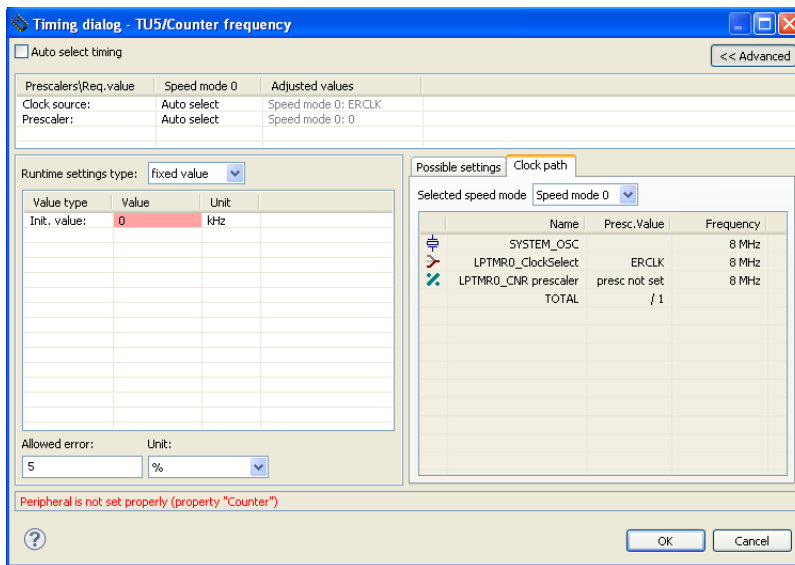 Timing dialog - TU5/Counter frequency
Auto select timing
<< Advanced
Prescalers\Req.value Speed mode 0 Adjusted values
Clock source: Auto select Speed mode 0: ERCLK
Prescaler: Auto select Speed mode 0: 0
Runtime settings type: fixed value
Value type Value Unit
Init. value: 0 kHz
Allowed error: Unit:
5 %
Possible settings Clock path
Selected speed mode Speed mode 0
Name Presc.Value Frequency
SYSTEM_OSC 8 MHz
LPTMR0_ClockSelect ERCLK 8 MHz
LPTMR0_CNR prescaler presc not set 8 MHz
TOTAL / 1
Peripheral is not set properly (property "Counter")
? OK Cancel